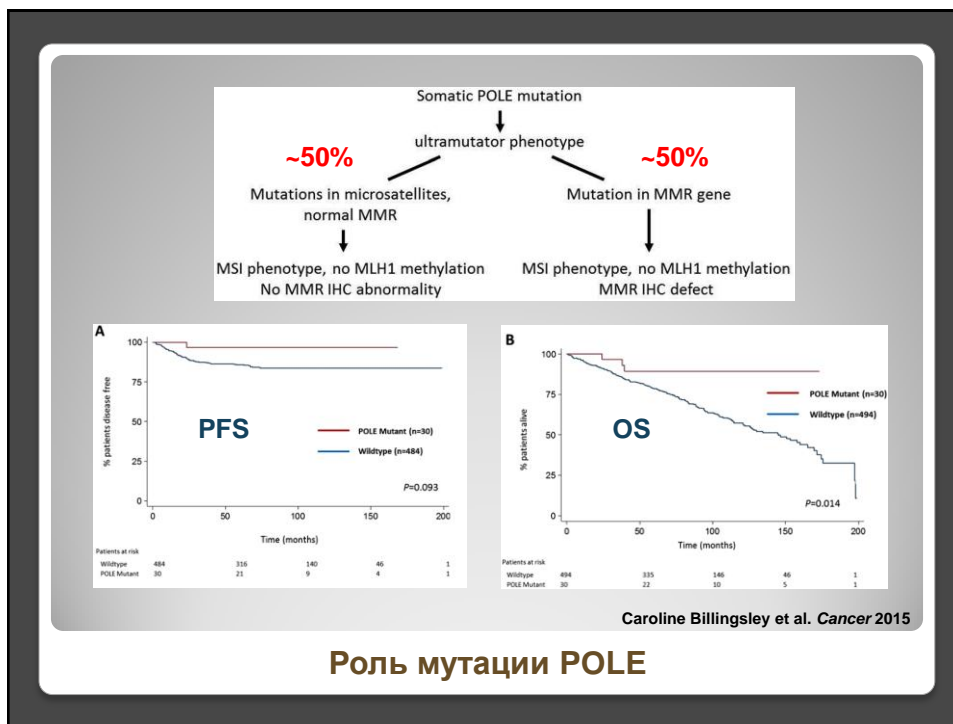 Somatic POLE mutation
ultramutator phenotype
~50%
~50%
Mutations in microsatellites,
normal MMR
Mutation in MMR gene
MSI phenotype, no MLH1 methylation
No MMR IHC abnormality
MSI phenotype, no MLH1 methylation
MMR IHC defect
A
% patients disease free
100
75
50
25
0
PFS
POLE Mutant (n=30)
Wildtype (n=484)
P=0.093
0 50 100 150 200
Time (months)
Patients at risk
Wildtype 484 316 140 46 1
POLE Mutant 30 21 9 4 1
B
% patients alive
100
75
50
25
0
OS
POLE Mutant (n=30)
Wildtype (n=494)
P=0.014
0 50 100 150 200
Time (months)
Patients at risk
Wildtype 494 335 146 46 1
POLE Mutant 30 22 10 5 1
Caroline Billingsley et al. Cancer 2015
Роль мутации POLE